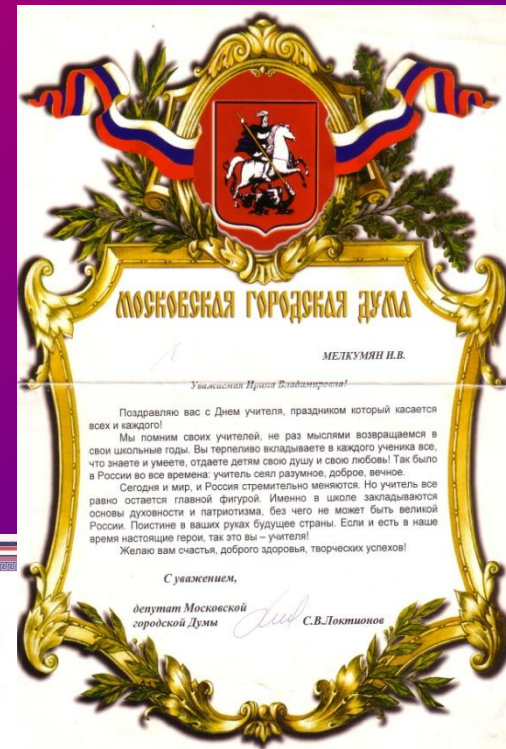 МОСКОВСКАЯ ГОРОДСКАЯ ДУМА
МЕЛКУМЯН И.В.
Уважаемая Ирина Владимировна!
Поздравляю вас с Днем учителя, праздником который касается
всех и каждого!
Мы помним своих учителей, не раз мыслями возвращаемся в
свои школьные годы. Вы терпеливо вкладываете в каждого ученика все,
что знаете и умеете, отдаете детям свою душу и свою любовь! Так было
в России во все времена: учитель сеял разумное, доброе, вечное.
Сегодня и мир, и Россия стремительно меняются. Но учитель все
равно остается главной фигурой. Именно в школе закладываются
основы духовности и патриотизма, без чего не может быть великой
России. Поистине в ваших руках будущее страны. Если и есть в наше
время настоящие герои, так это вы – учителя!
Желаю вам счастья, доброго здоровья, творческих успехов!
С уважением,
депутат Московской
городской Думы С.В.Локтионов